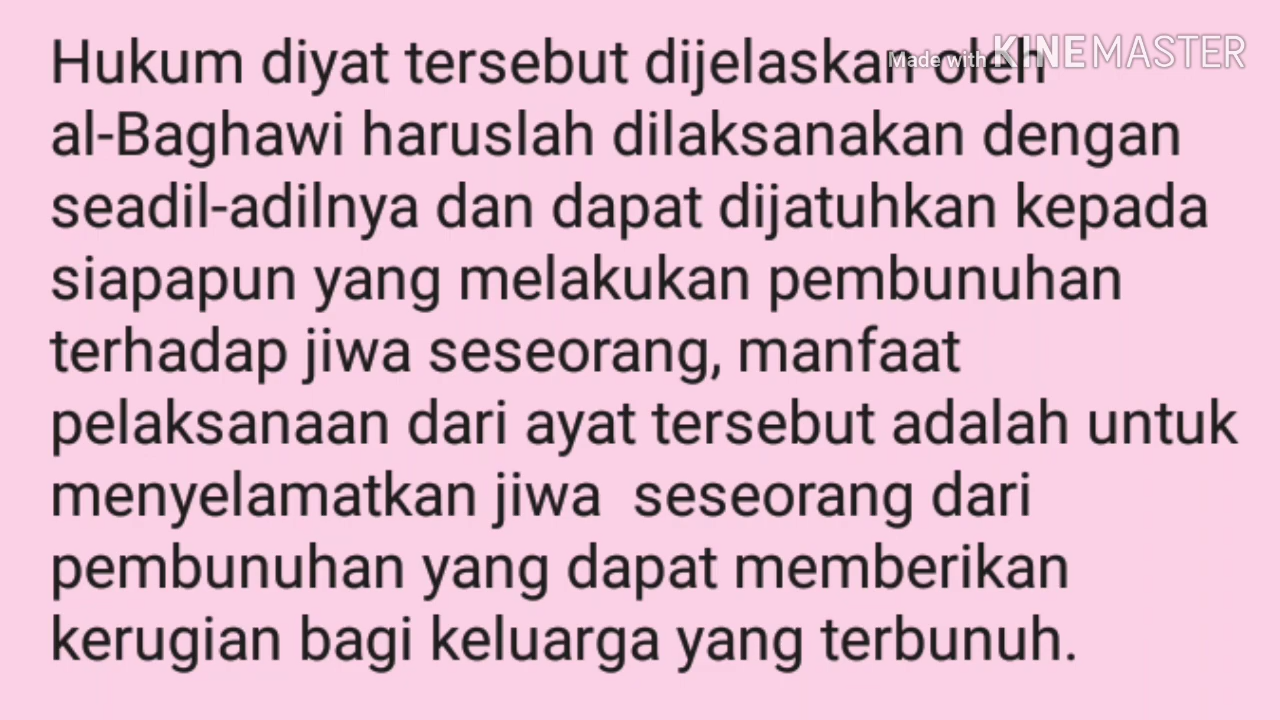 Hukum diyat tersebut dijelaskan oleh
Made with KINEMASTER
al-Baghawi haruslah dilaksanakan dengan
seadil-adilnya dan dapat dijatuhkan kepada
siapapun yang melakukan pembunuhan
terhadap jiwa seseorang, manfaat
pelaksanaan dari ayat tersebut adalah untuk
menyelamatkan jiwa  seseorang dari
pembunuhan yang dapat memberikan
kerugian bagi keluarga yang terbunuh.